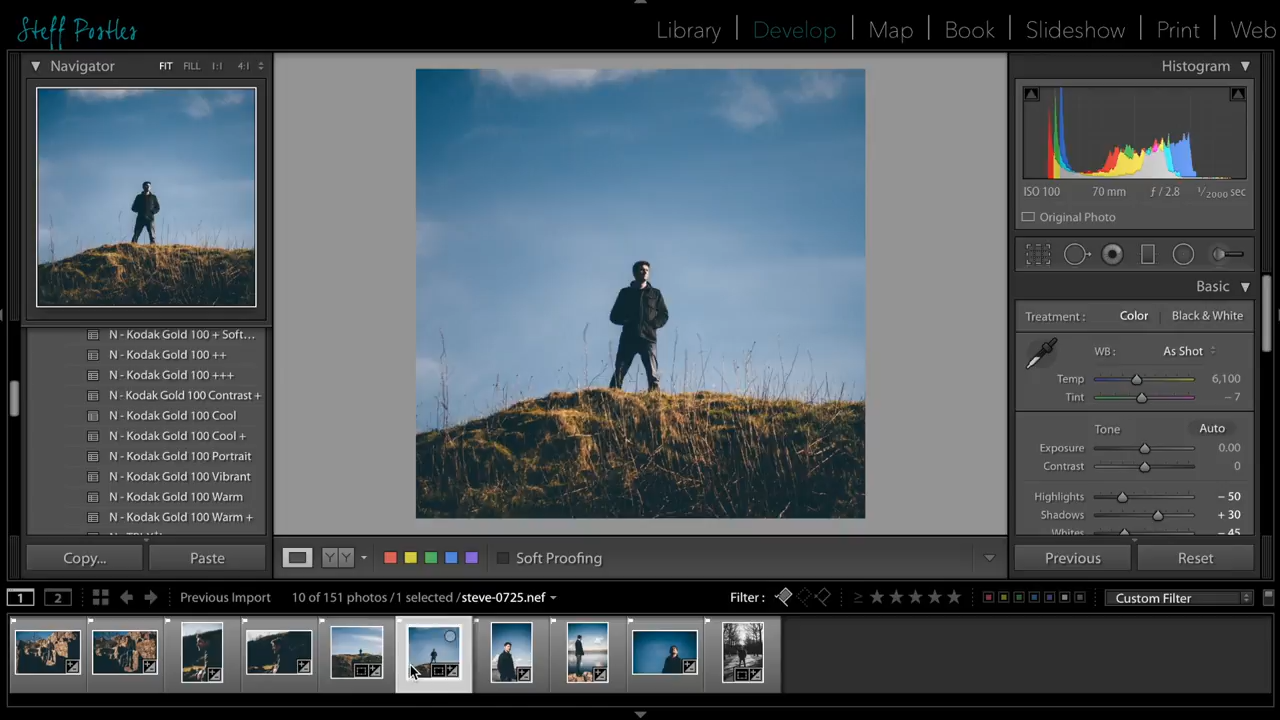 Steff Postles
Library | Develop | Map | Book | Slideshow | Print | Web
Navigator FIT FILL 1:1 4:1
Histogram
ISO 100 70 mm ƒ / 2.8 1/2000 sec
Original Photo
Basic
Treatment : Color Black & White
WB : As Shot
Temp 6,100
Tint – 7
Tone Auto
Exposure 0.00
Contrast 0
Highlights – 50
Shadows + 30
Whites – 45
N - Kodak Gold 100 + Soft...
N - Kodak Gold 100 ++
N - Kodak Gold 100 +++
N - Kodak Gold 100 Contrast +
N - Kodak Gold 100 Cool
N - Kodak Gold 100 Cool +
N - Kodak Gold 100 Portrait
N - Kodak Gold 100 Vibrant
N - Kodak Gold 100 Warm
N - Kodak Gold 100 Warm +
Copy... Paste
Y Y Soft Proofing
Previous Reset
1 2 Previous Import 10 of 151 photos / 1 selected / steve-0725.nef Filter : ≥ Custom Filter